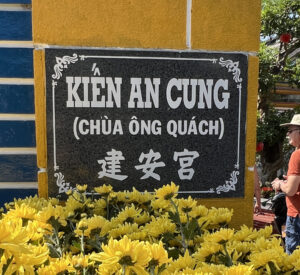 KIẾN AN CUNG
(CHÙA ÔNG QUÁCH)
建安宮